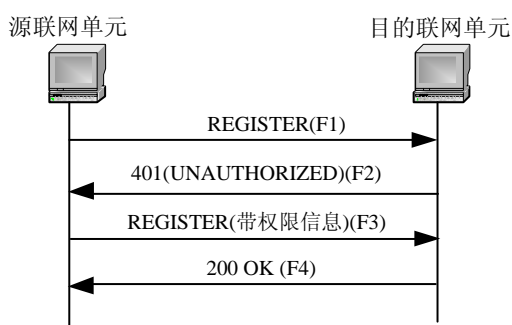 源联网单元
目的联网单元
REGISTER(F1)
401(UNAUTHORIZED)(F2)
REGISTER(带权限信息)(F3)
200 OK (F4)